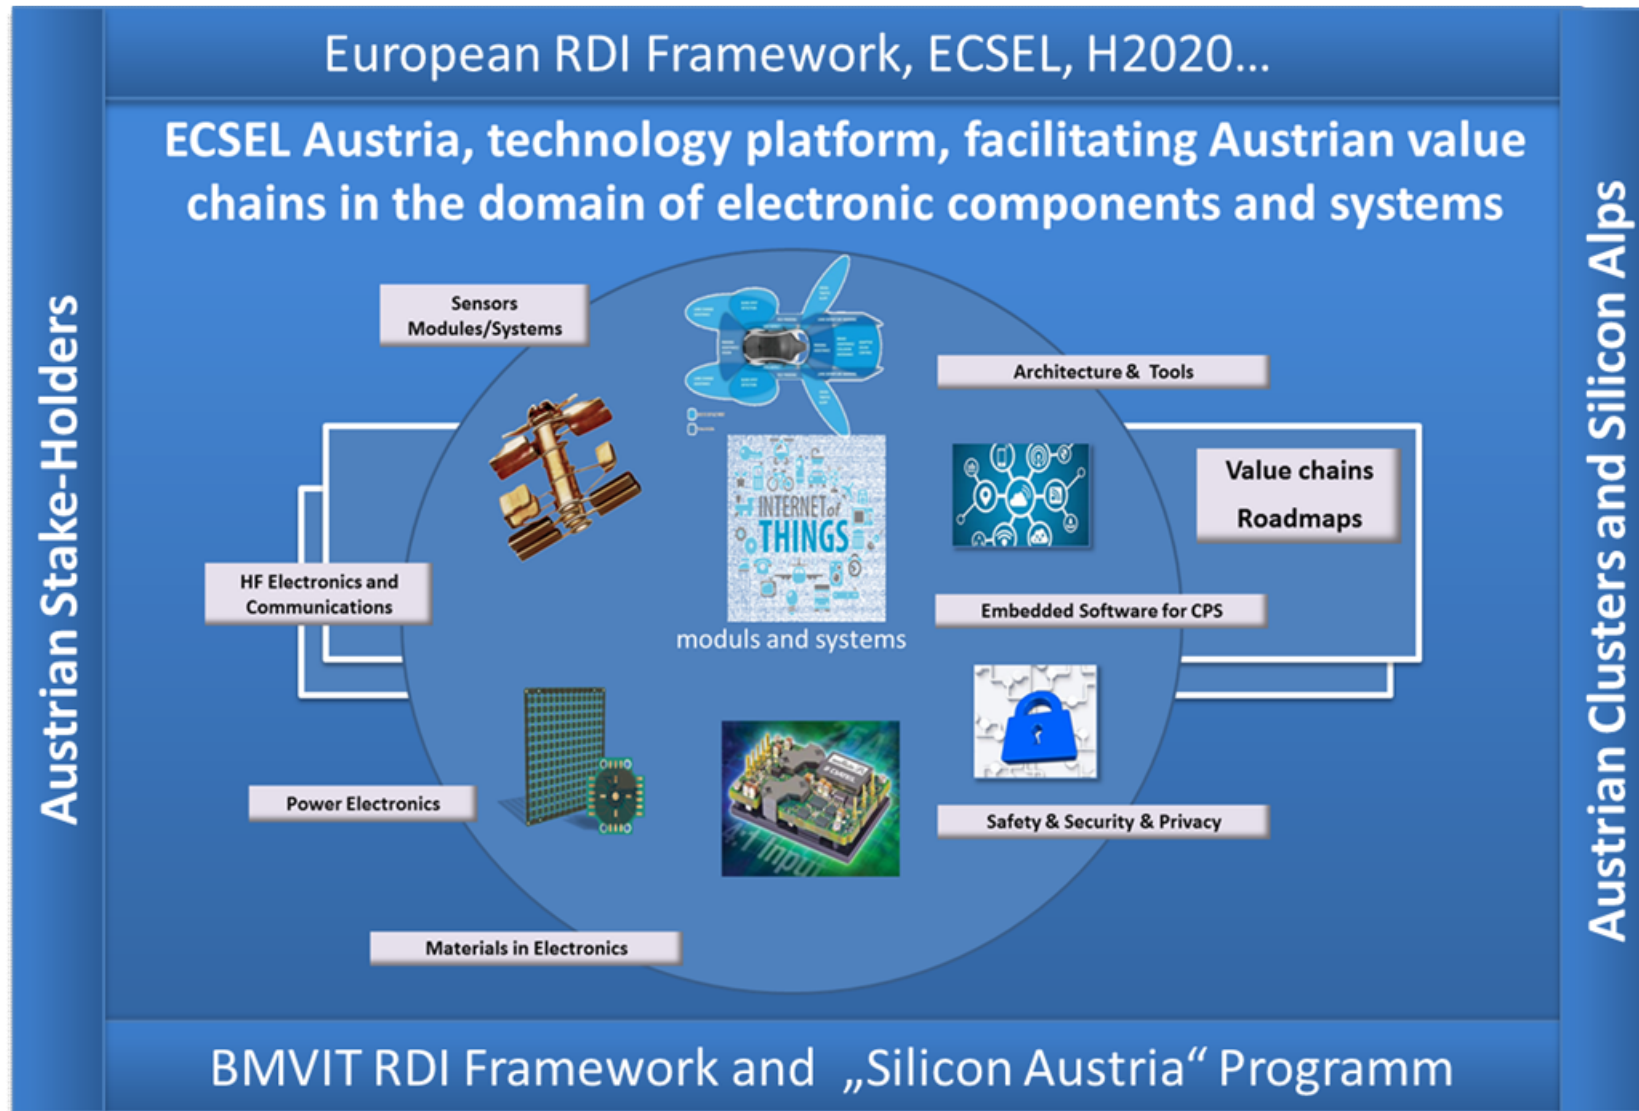 European RDI Framework, ECSEL, H2020...
ECSEL Austria, technology platform, facilitating Austrian value
chains in the domain of electronic components and systems
Austrian Stake-Holders
Austrian Clusters and Silicon Alps
Sensors
Modules/Systems
Architecture & Tools
Value chains
Roadmaps
INTERNET of
THINGS
HF Electronics and
Communications
Embedded Software for CPS
moduls and systems
Power Electronics
Safety & Security & Privacy
4:1 Input
Materials in Electronics
BMVIT RDI Framework and „Silicon Austria“ Programm